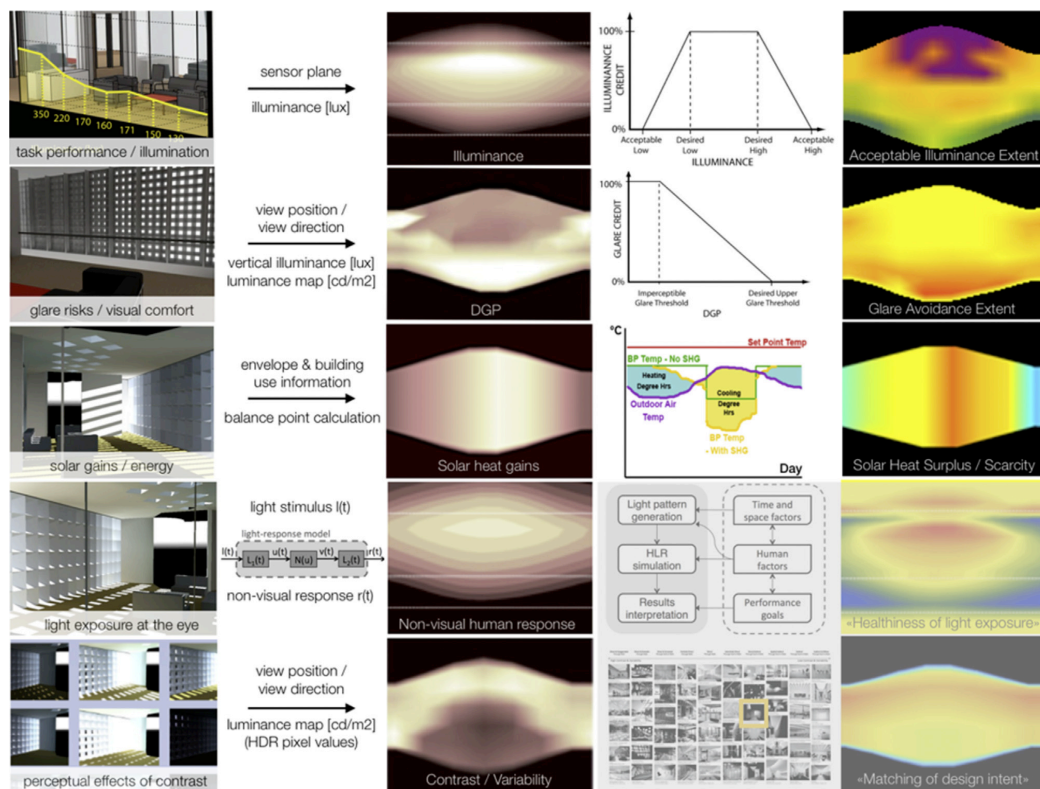 350 220 170 160 171 150 130
task performance / illumination
sensor plane
illuminance [lux]
Illuminance
ILLUMINANNCE
CREDIT
100%
0%
Acceptable
Low
Desired
Low
Desired
High
Acceptable
High
ILLUMINANCE
Acceptable Illuminance Extent
glare risks / visual comfort
view position /
view direction
vertical illuminance [lux]
luminance map [cd/m2]
DGP
GLARE CREDIT
100%
0%
Imperceptible
Glare Threshold
Desired Upper
Glare Threshold
DGP
Glare Avoidance Extent
solar gains / energy
envelope & building
use information
balance point calculation
Solar heat gains
°C
Set Point Temp
BP Temp - No SHG
Heating
Degree Hrs
Cooling
Degree
Hrs
Outdoor Air
Temp
BP Temp
- With SHG
Day
Solar Heat Surplus / Scarcity
light exposure at the eye
light stimulus l(t)
light-response model
l(t) u(t) v(t) r(t)
L1(t) N(u) L2(t)
non-visual response r(t)
Non-visual human response
Light pattern
generation
Time and
space factors
HLR
simulation
Human
factors
Results
interpretation
Performance
goals
«Healthiness of light exposure»
perceptual effects of contrast
view position /
view direction
luminance map [cd/m2]
(HDR pixel values)
Contrast / Variability
«Matching of design intent»